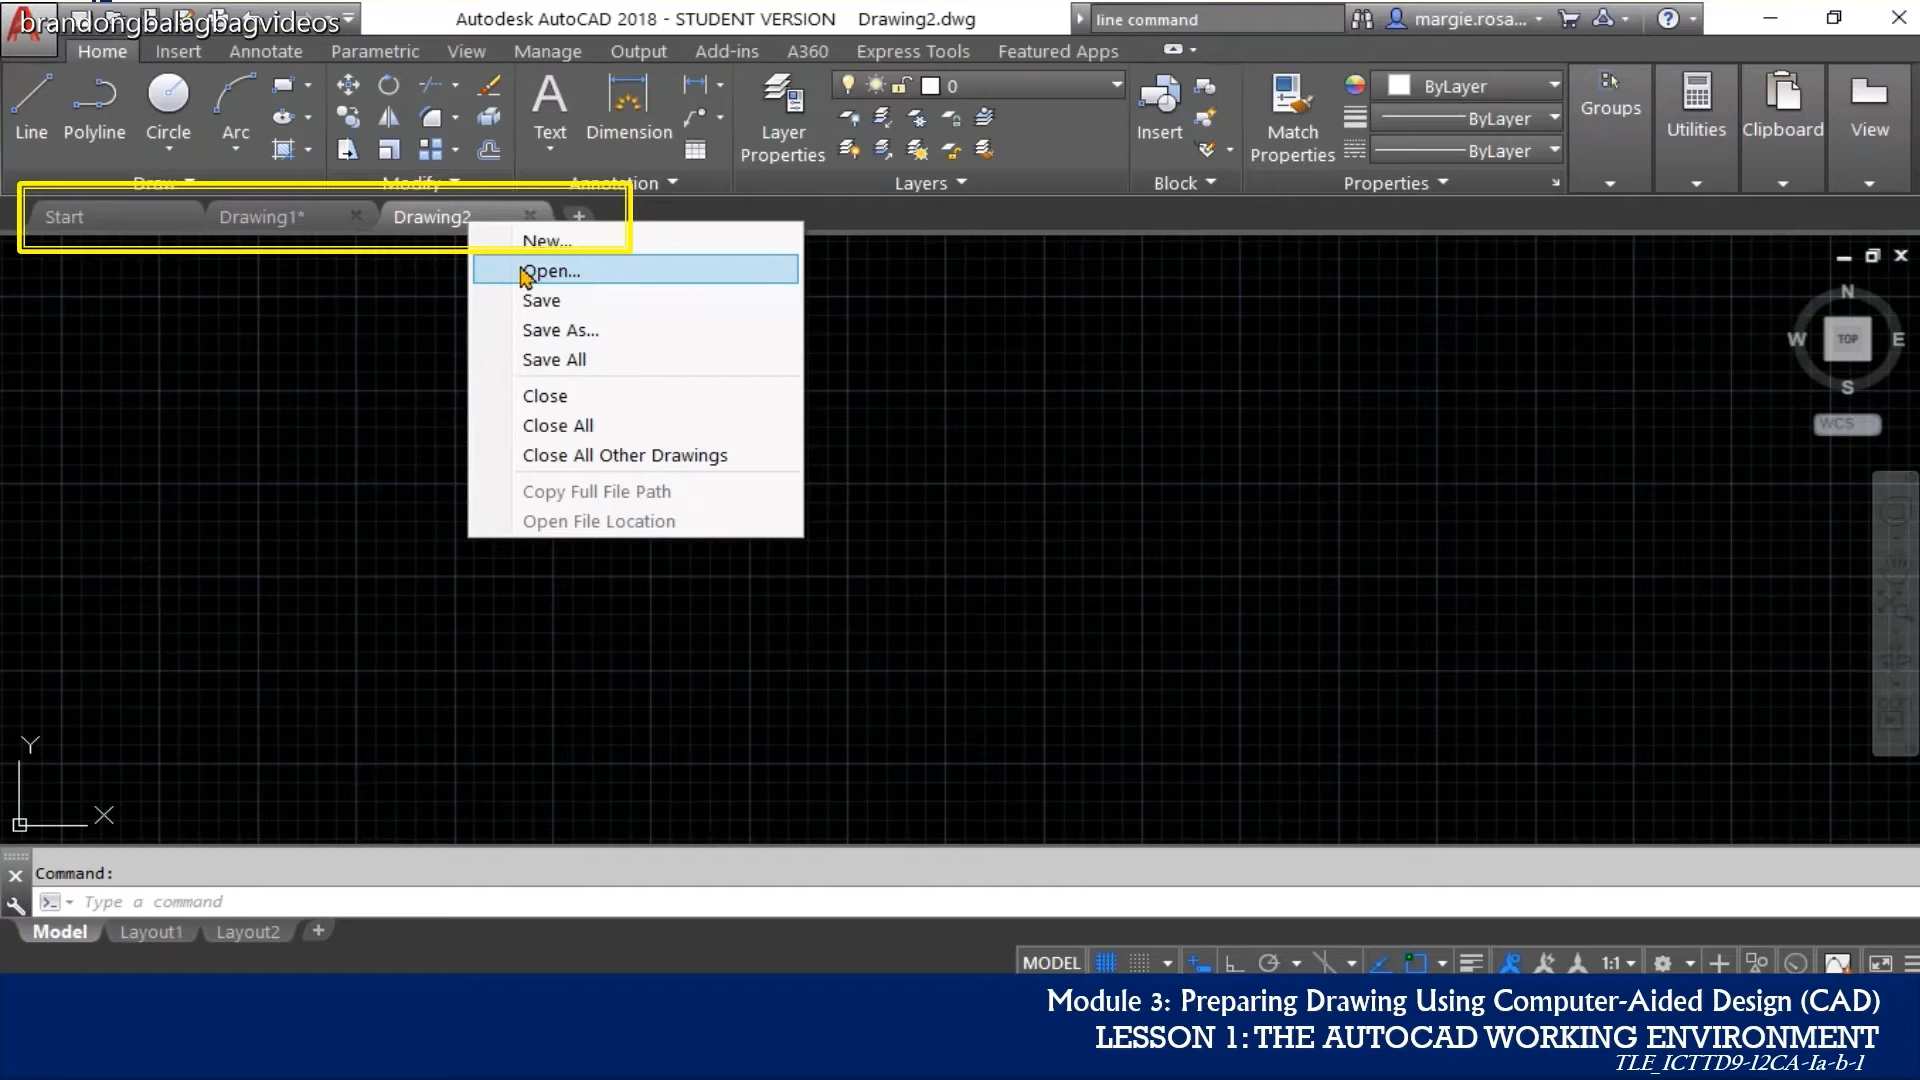 brandongbalagbagvideos
Autodesk AutoCAD 2018 - STUDENT VERSION Drawing2.dwg
line command
margie.rosa...
Home Insert Annotate Parametric View Manage Output Add-ins A360 Express Tools Featured Apps
Line Polyline Circle Arc
Text Dimension
Layer Properties
0
Insert
Match Properties
ByLayer
ByLayer
ByLayer
Groups Utilities Clipboard View
Draw Modify Annotation Layers Block Properties
Start Drawing1* Drawing2
New...
Open...
Save
Save As...
Save All
Close
Close All
Close All Other Drawings
Copy Full File Path
Open File Location
N
W TOP E
S
WCS
Y
X
Command:
Type a command
Model Layout1 Layout2
MODEL 1:1
Module 3: Preparing Drawing Using Computer-Aided Design (CAD)
LESSON 1: THE AUTOCAD WORKING ENVIRONMENT
TLE_ICTTD9-12CA-Ia-b-1